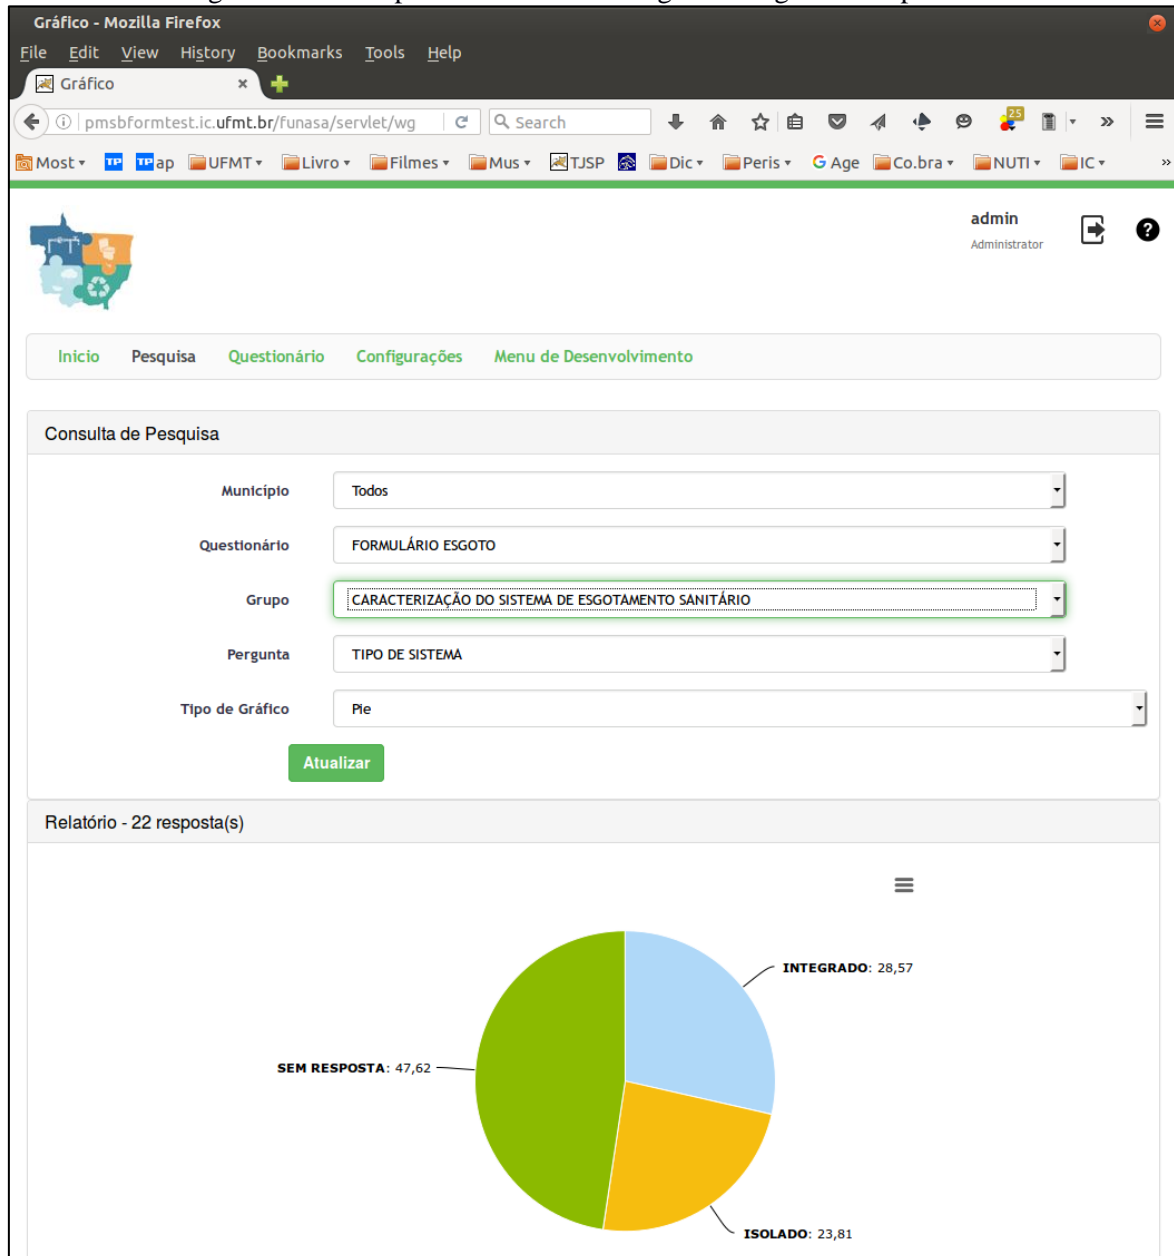 Gráfico - Mozilla Firefox
File Edit View History Bookmarks Tools Help
Gráfico
pmsbformtest.ic.ufmt.br/funasa/servlet/wg Search 25
Most TP TP ap UFMT Livro Filmes Mus TJSP Dic Peris G Age Co.bra NUTI IC »
admin
Administrator
Inicio Pesquisa Questionário Configurações Menu de Desenvolvimento
Consulta de Pesquisa
Município Todos
Questionário FORMULÁRIO ESGOTO
Grupo CARACTERIZAÇÃO DO SISTEMA DE ESGOTAMENTO SANITÁRIO
Pergunta TIPO DE SISTEMA
Tipo de Gráfico Pie
Atualizar
Relatório - 22 resposta(s)
INTEGRADO: 28,57
SEM RESPOSTA: 47,62
ISOLADO: 23,81